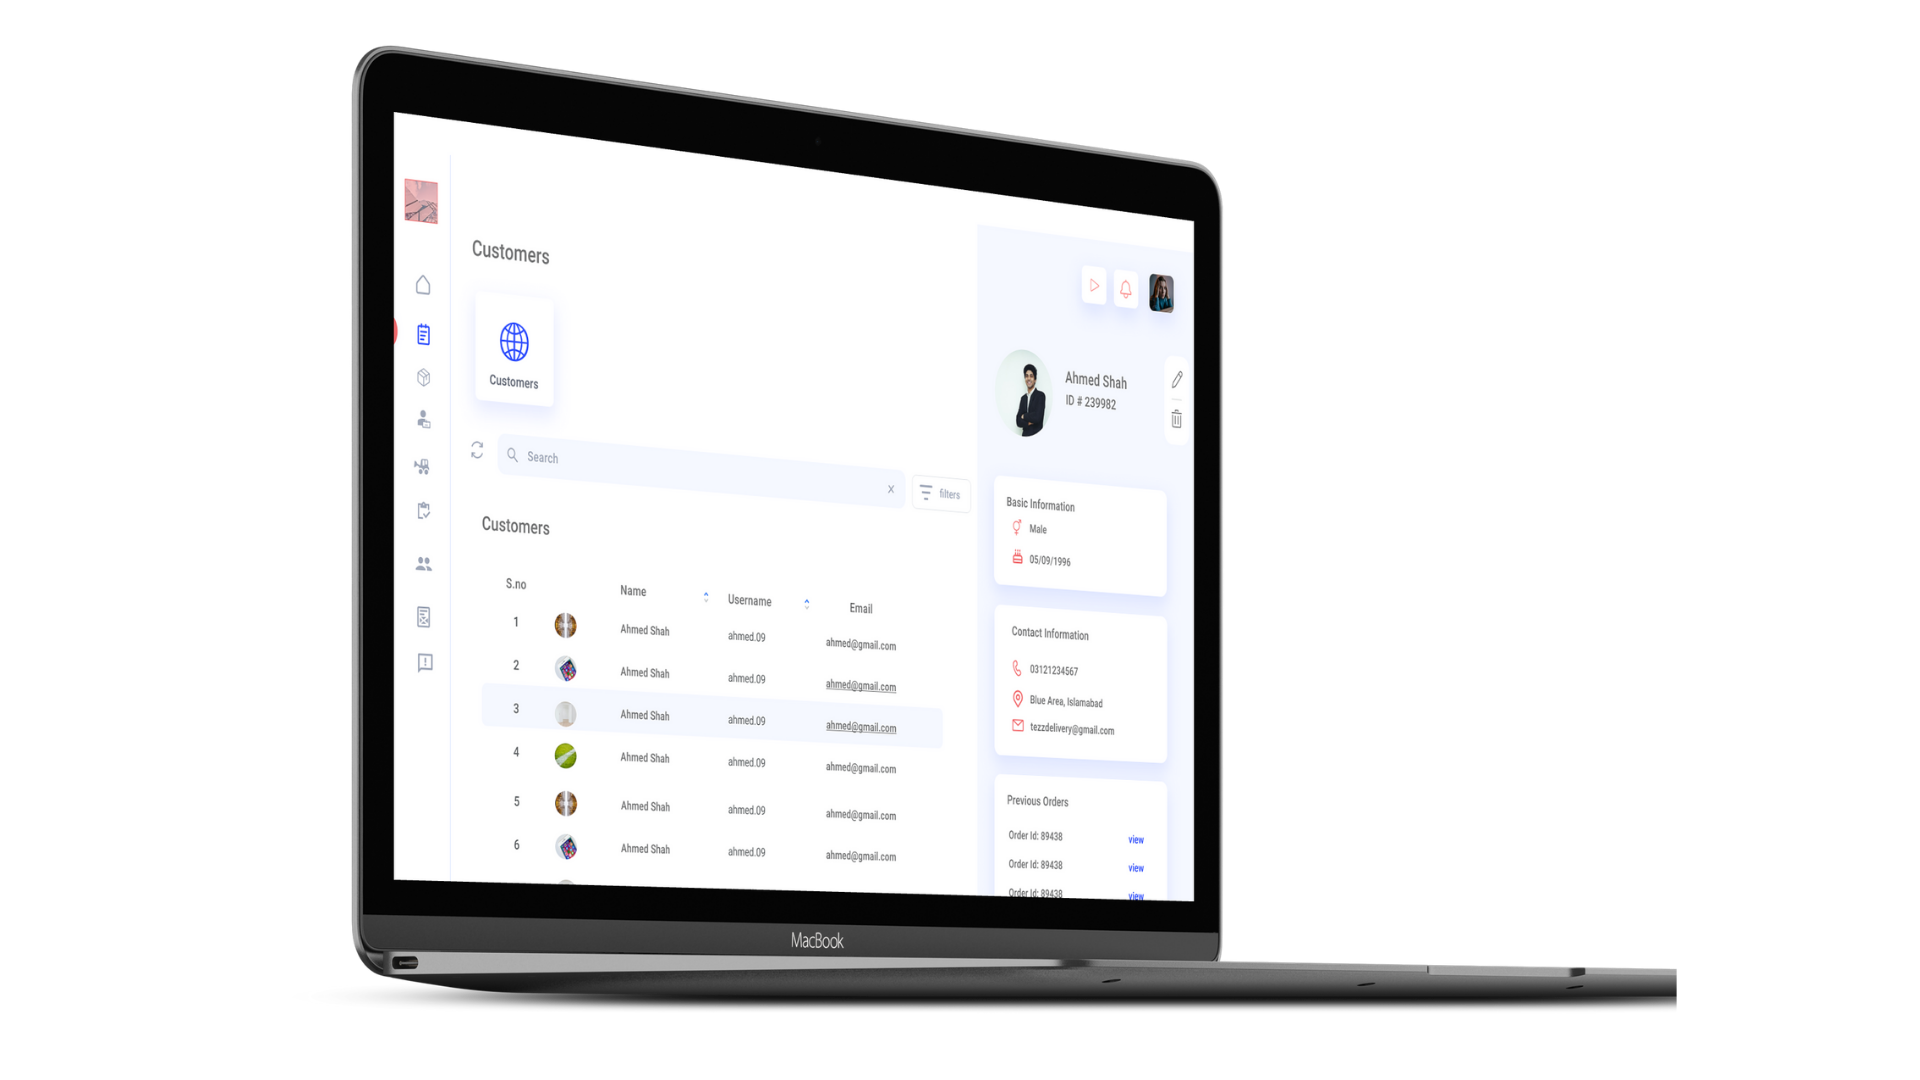 Customers
Customers
Search
x
filters
Customers
S.no Name Username Email
1 Ahmed Shah ahmed.09 ahmed@gmail.com
2 Ahmed Shah ahmed.09 ahmed@gmail.com
3 Ahmed Shah ahmed.09 ahmed@gmail.com
4 Ahmed Shah ahmed.09 ahmed@gmail.com
5 Ahmed Shah ahmed.09 ahmed@gmail.com
6 Ahmed Shah ahmed.09 ahmed@gmail.com
Ahmed Shah
ID # 239982
Basic Information
Male
05/09/1996
Contact Information
03121234567
Blue Area, Islamabad
tezzdelivery@gmail.com
Previous Orders
Order Id: 89438 view
Order Id: 89438 view
Order Id: 89438 view
MacBook